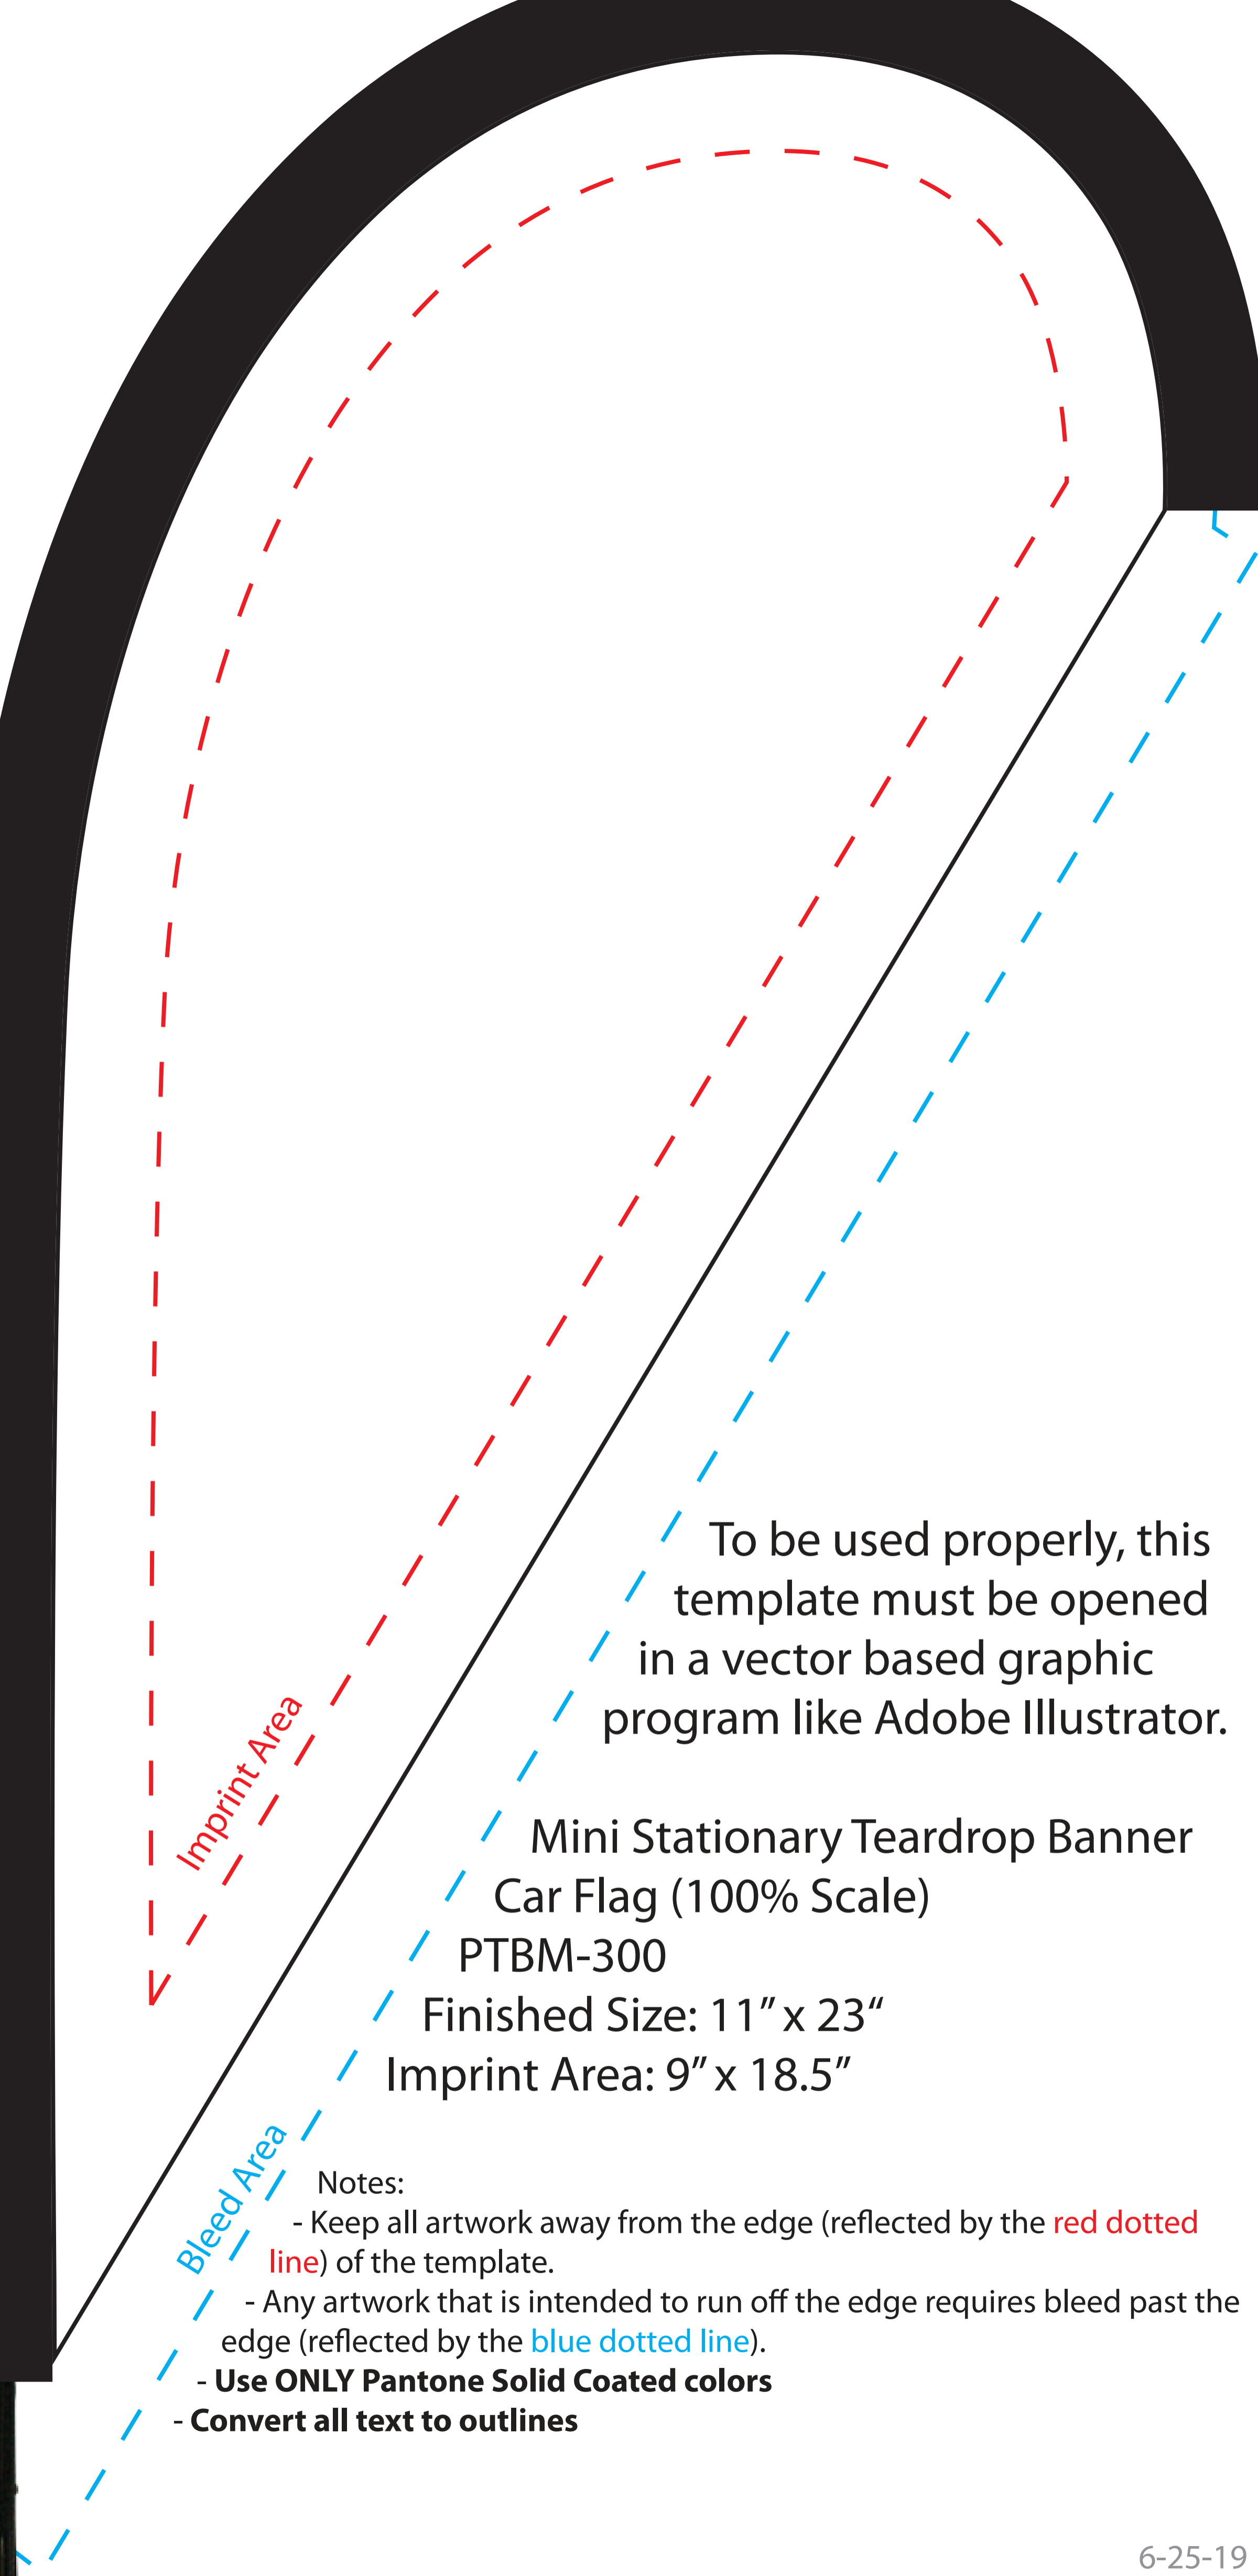 Imprint Area
To be used properly, this
template must be opened
in a vector based graphic
program like Adobe Illustrator.
Mini Stationary Teardrop Banner
Car Flag (100% Scale)
PTBM-300
Finished Size: 11” x 23“
Imprint Area: 9” x 18.5”
Bleed Area
Notes:
- Keep all artwork away from the edge (reflected by the red dotted
line) of the template.
- Any artwork that is intended to run off the edge requires bleed past the
edge (reflected by the blue dotted line).
- Use ONLY Pantone Solid Coated colors
- Convert all text to outlines
6-25-19